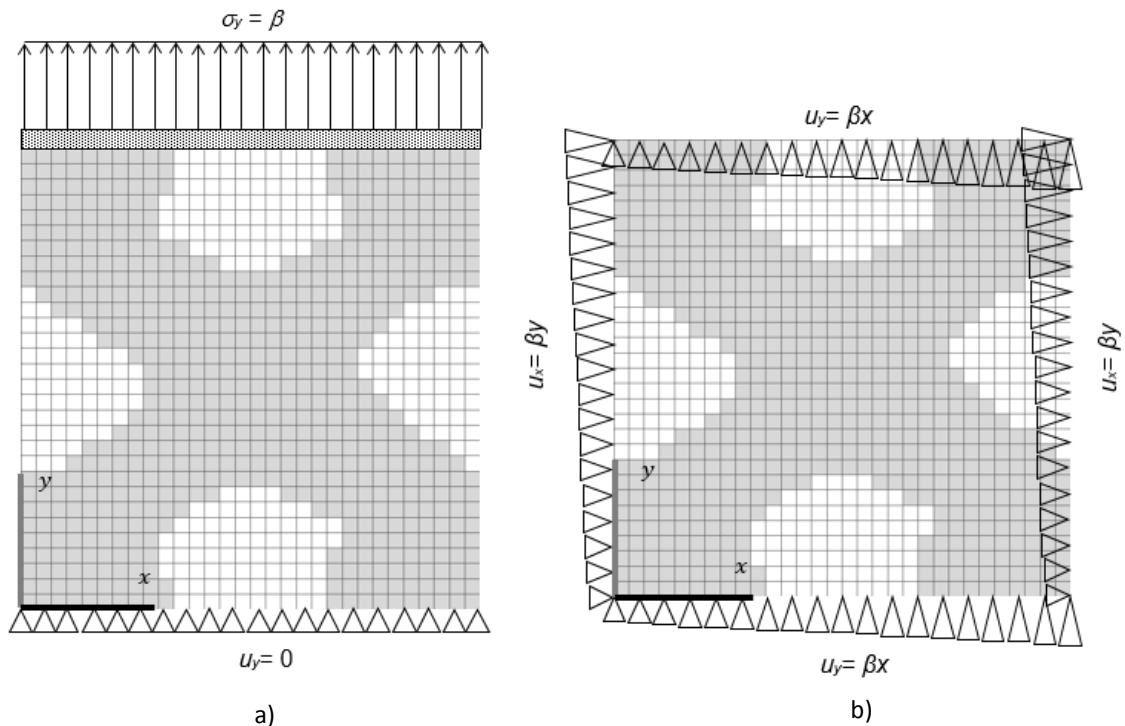 σy = β
uy = βx
ux = βy
ux = βy
y
x
y
x
uy = 0
uy = βx
a)
b)